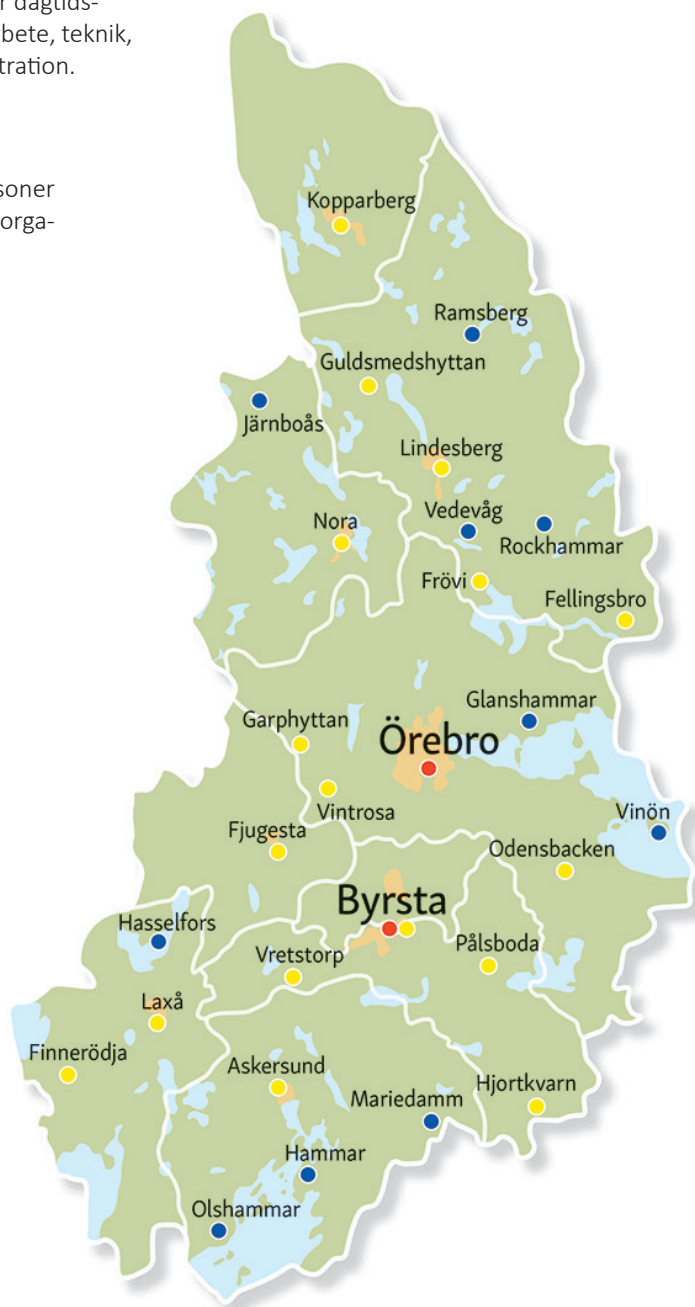 r dagtids-
bete, teknik,
tration.
soner
orga-
Kopparberg
Ramsberg
Guldsmedshyttan
Järnboås
Lindesberg
Nora
Vedevåg
Rockhammar
Frövi
Fellingsbro
Glanshammar
Garphyttan
Örebro
Vintrosa
Vinön
Fjugesta
Odensbacken
Byrsta
Hasselfors
Pålsboda
Vretstorp
Laxå
Finnerödja
Askersund
Hjortkvarn
Mariedamm
Hammar
Olshammar